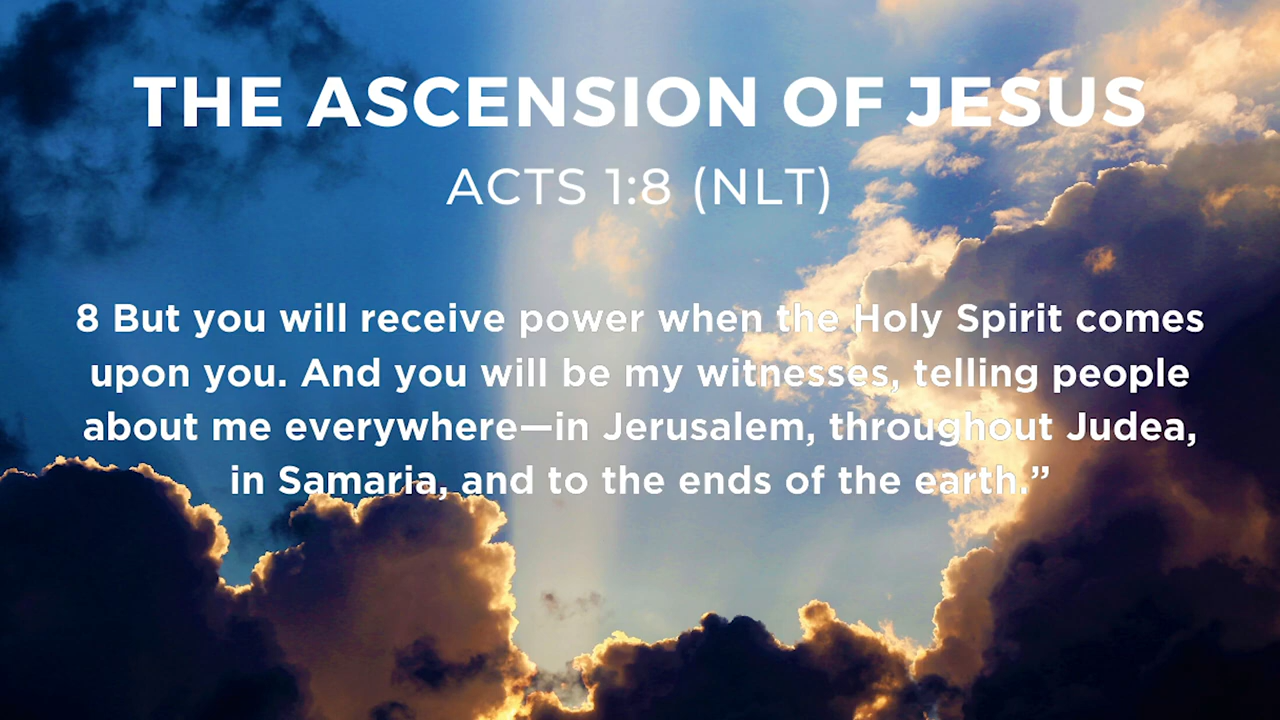 THE ASCENSION OF JESUS
ACTS 1:8 (NLT)
8 But you will receive power when the Holy Spirit comes
upon you. And you will be my witnesses, telling people
about me everywhere—in Jerusalem, throughout Judea,
in Samaria, and to the ends of the earth.”